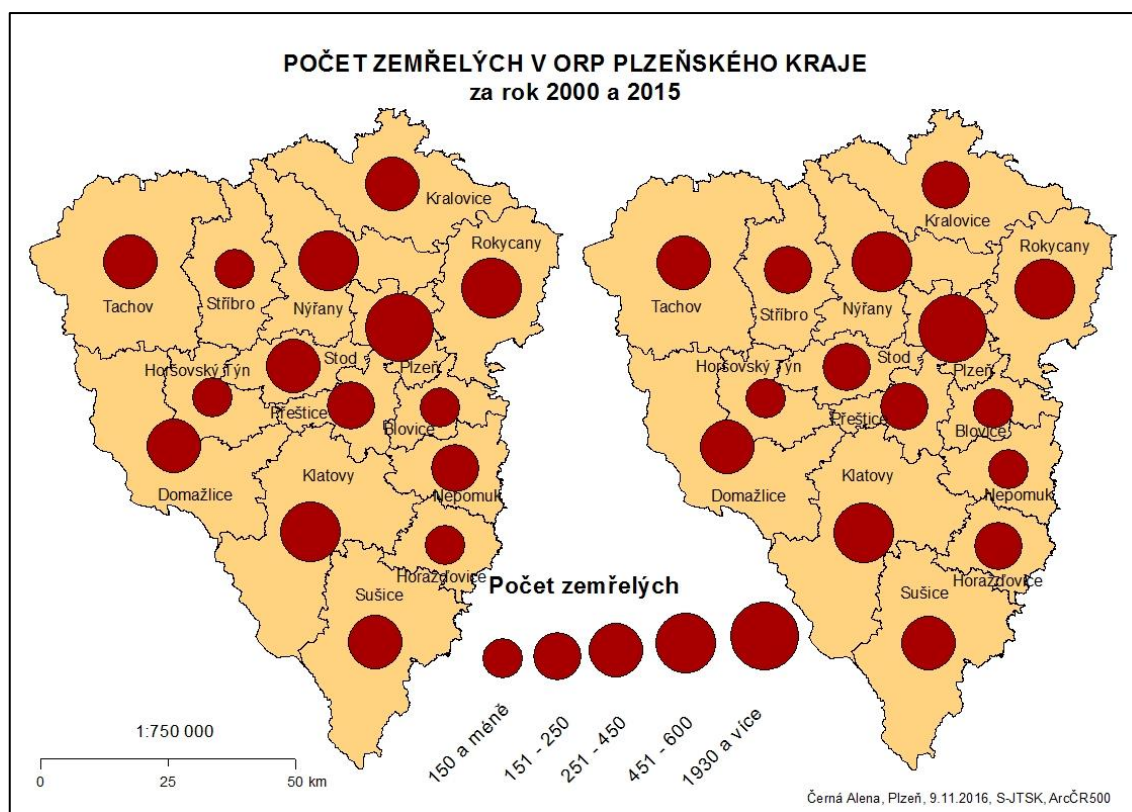 POČET ZEMŘELÝCH V ORP PLZEŇSKÉHO KRAJE
za rok 2000 a 2015
Kralovice
Rokycany
Tachov
Stříbro
Nýřany
Stod
Plzeň
Horšovský Týn
Přeštice
Blovice
Klatovy
Domažlice
Nepomuk
Horažďovice
Sušice
Kralovice
Rokycany
Tachov
Stříbro
Nýřany
Stod
Plzeň
Horšovský Týn
Přeštice
Blovice
Klatovy
Domažlice
Nepomuk
Horažďovice
Sušice
Počet zemřelých
150 a méně
151 - 250
251 - 450
451 - 600
1930 a více
1:750 000
0 25 50 km
Černá Alena, Plzeň, 9.11.2016, S-JTSK, ArcČR500